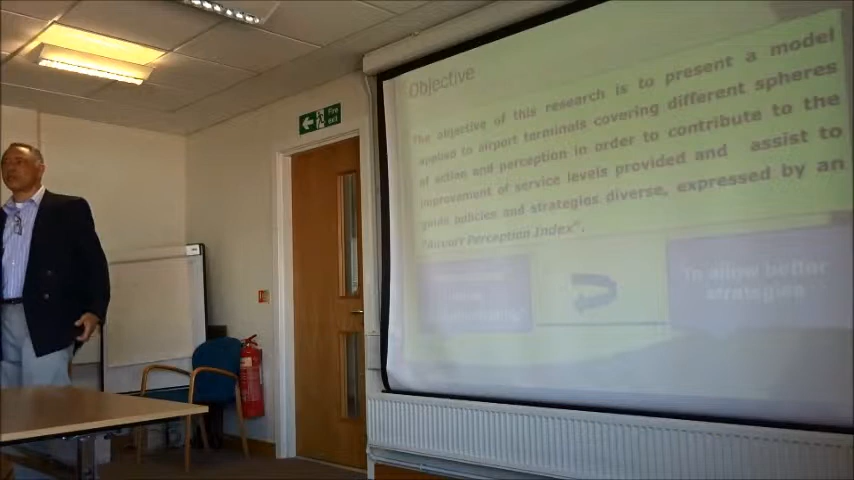 Fire
exit
Objective
The objective of this research is to present a model
applied to airport terminals covering different spheres
of action and perception in order to contribute to the
improvement of service levels provided and assist to
guide policies and strategies diverse, expressing by an
"Airport Perception Index".
To allow better
strategies